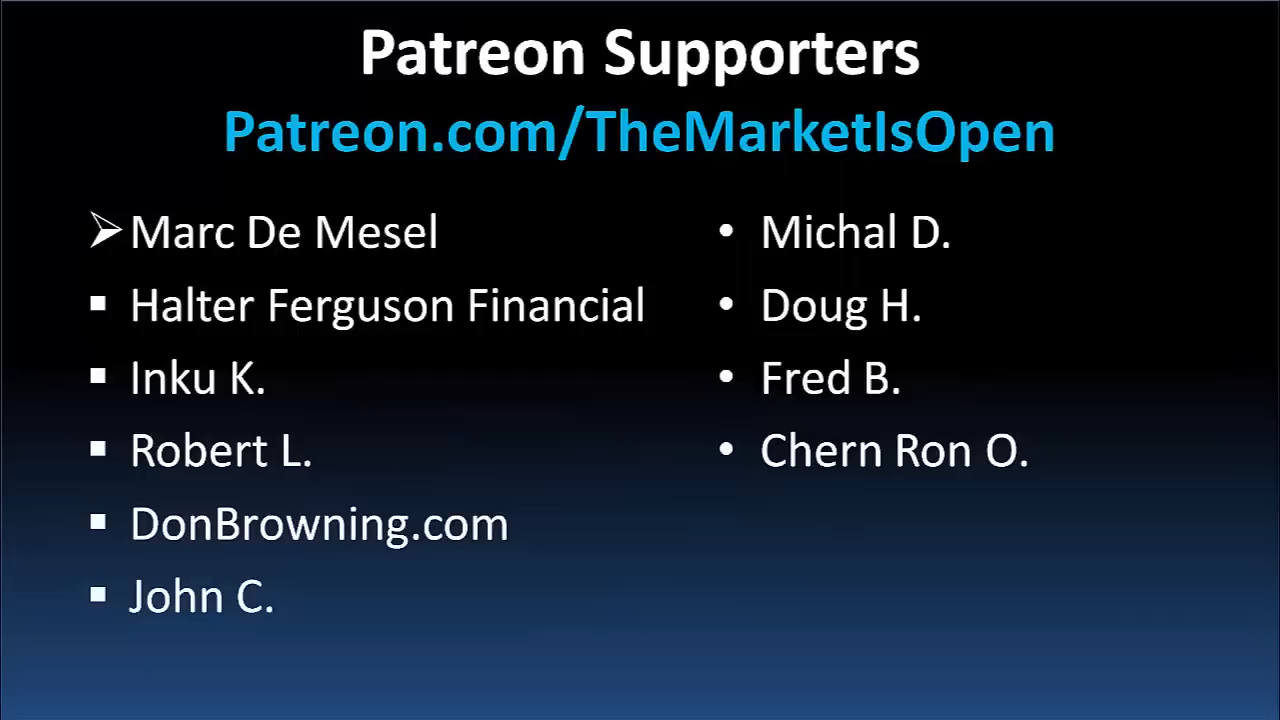 Patreon Supporters
Patreon.com/TheMarketIsOpen
➢ Marc De Mesel
▪ Halter Ferguson Financial
▪ Inku K.
▪ Robert L.
▪ DonBrowning.com
▪ John C.
• Michal D.
• Doug H.
• Fred B.
• Chern Ron O.